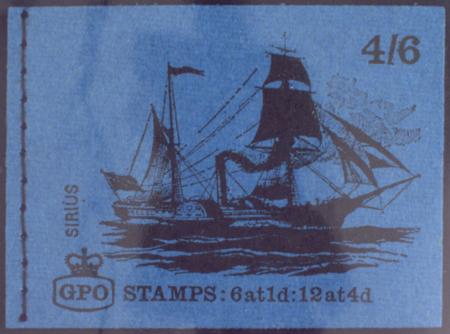 4/6
SIRIUS
GPO
STAMPS:6at1d:12at4d